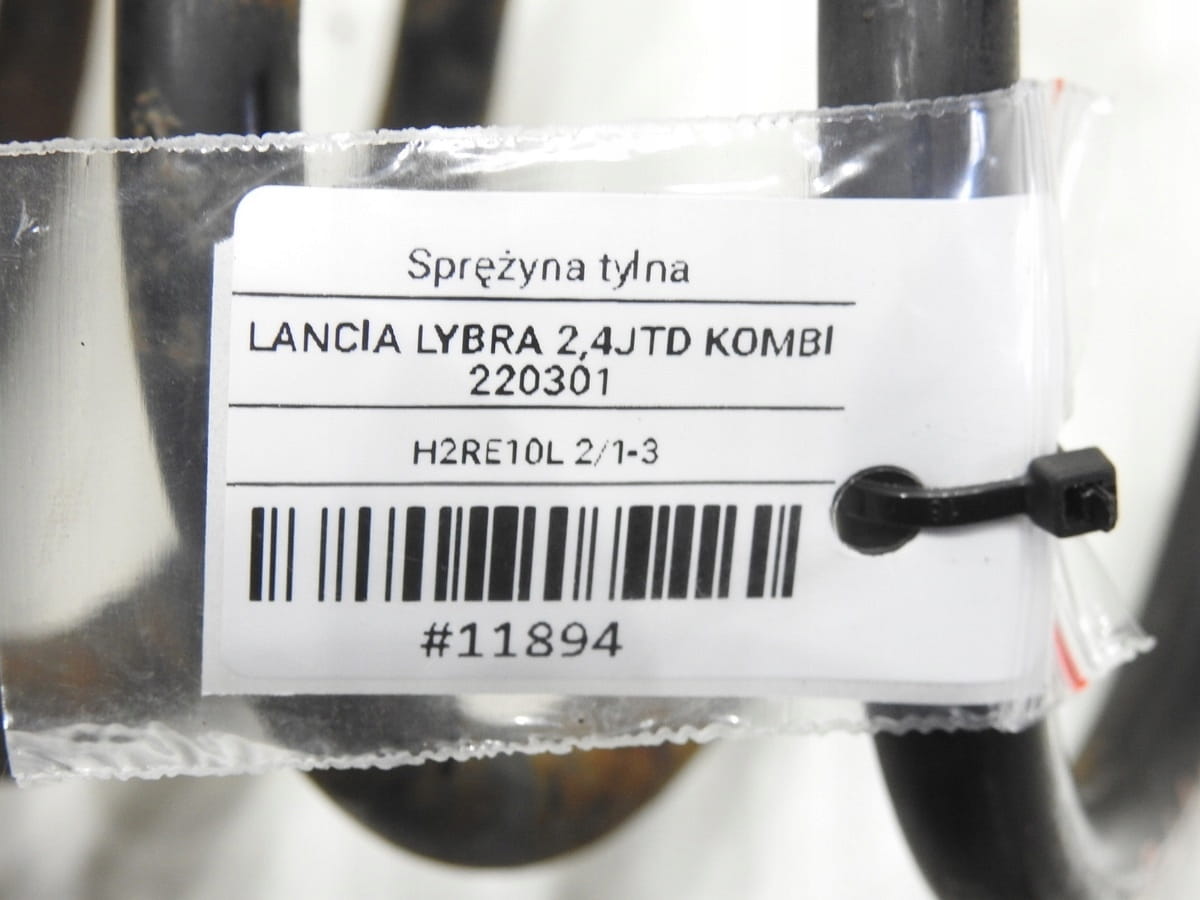 Sprężyna tylna
LANCIA LYBRA 2,4JTD KOMBI
220301
H2RE10L 2/1-3
#11894